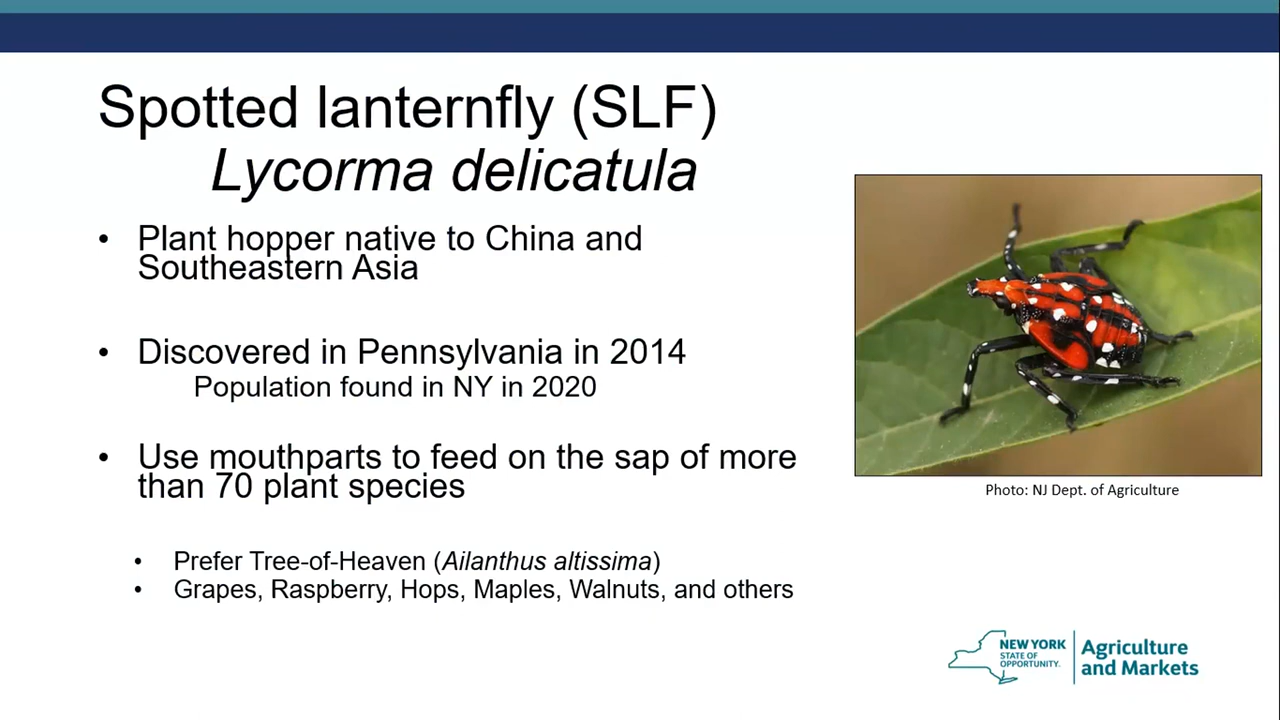 Spotted lanternfly (SLF)
Lycorma delicatula
• Plant hopper native to China and
Southeastern Asia
• Discovered in Pennsylvania in 2014
Population found in NY in 2020
• Use mouthparts to feed on the sap of more
than 70 plant species
• Prefer Tree-of-Heaven (Ailanthus altissima)
• Grapes, Raspberry, Hops, Maples, Walnuts, and others
Photo: NJ Dept. of Agriculture
NEW YORK
STATE OF
OPPORTUNITY.
Agriculture
and Markets